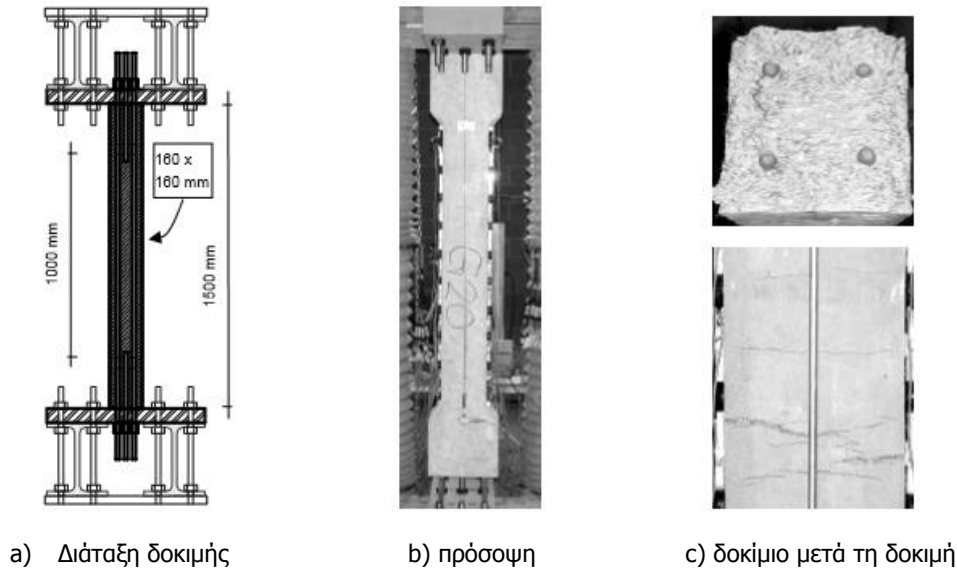 160 x
160 mm
1000 mm
1500 mm
G20
a) Διάταξη δοκιμής
b) πρόσοψη
c) δοκίμιο μετά τη δοκιμή